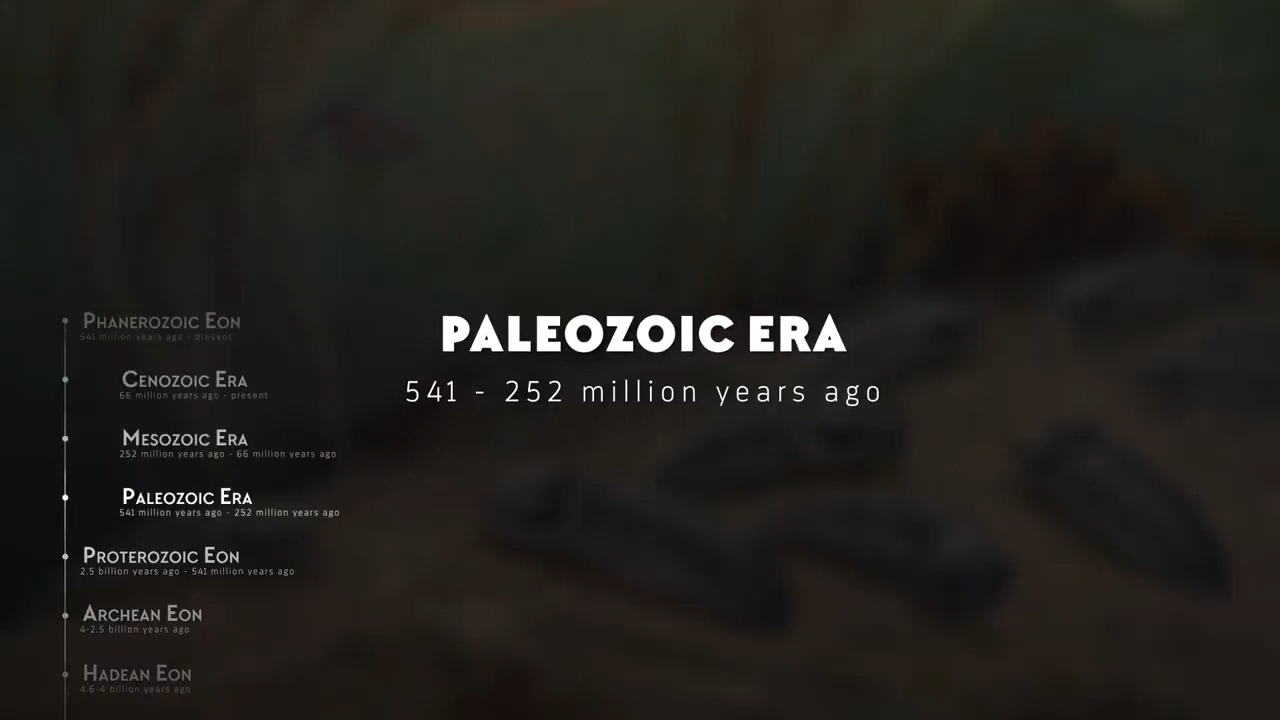 PALEOZOIC ERA
541 - 252 million years ago
PHANEROZOIC EON
541 million years ago - present
CENOZOIC ERA
66 million years ago - present
MESOZOIC ERA
252 million years ago - 66 million years ago
PALEOZOIC ERA
541 million years ago - 252 million years ago
PROTEROZOIC EON
2.5 billion years ago - 541 million years ago
ARCHEAN EON
4-2.5 billion years ago
HADEAN EON
4.6-4 billion years ago